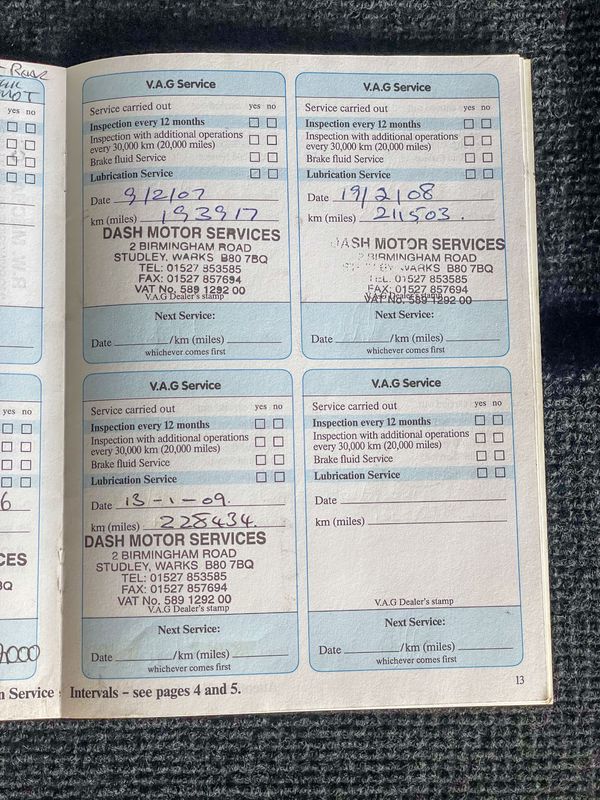 V.A.G Service
Service carried out yes no
Inspection every 12 months
Inspection with additional operations
every 30,000 km (20,000 miles)
Brake fluid Service
Lubrication Service
Date 9/2/07
km (miles) 193917
DASH MOTOR SERVICES
2 BIRMINGHAM ROAD
STUDLEY, WARKS B80 7BQ
TEL: 01527 853585
FAX: 01527 857694
VAT No. 589 1292 00
V.A.G Dealer's stamp
Next Service:
Date /km (miles)
whichever comes first
V.A.G Service
Service carried out yes no
Inspection every 12 months
Inspection with additional operations
every 30,000 km (20,000 miles)
Brake fluid Service
Lubrication Service
Date 19/2/08
km (miles) 211503.
DASH MOTOR SERVICES
2 BIRMINGHAM ROAD
STUDLEY, WARKS B80 7BQ
TEL: 01527 853585
FAX: 01527 857694
V.A.G Dealer's stamp
VAT No. 589 1292 00
Next Service:
Date /km (miles)
whichever comes first
V.A.G Service
Service carried out yes no
Inspection every 12 months
Inspection with additional operations
every 30,000 km (20,000 miles)
Brake fluid Service
Lubrication Service
Date 13-1-09.
km (miles) 228434.
DASH MOTOR SERVICES
2 BIRMINGHAM ROAD
STUDLEY, WARKS B80 7BQ
TEL: 01527 853585
FAX: 01527 857694
VAT No. 589 1292 00
V.A.G Dealer's stamp
Next Service:
Date /km (miles)
whichever comes first
V.A.G Service
Service carried out yes no
Inspection every 12 months
Inspection with additional operations
every 30,000 km (20,000 miles)
Brake fluid Service
Lubrication Service
Date
km (miles)
V.A.G Dealer's stamp
Next Service:
Date /km (miles)
whichever comes first
yes no
yes no
n Service Intervals – see pages 4 and 5.
13